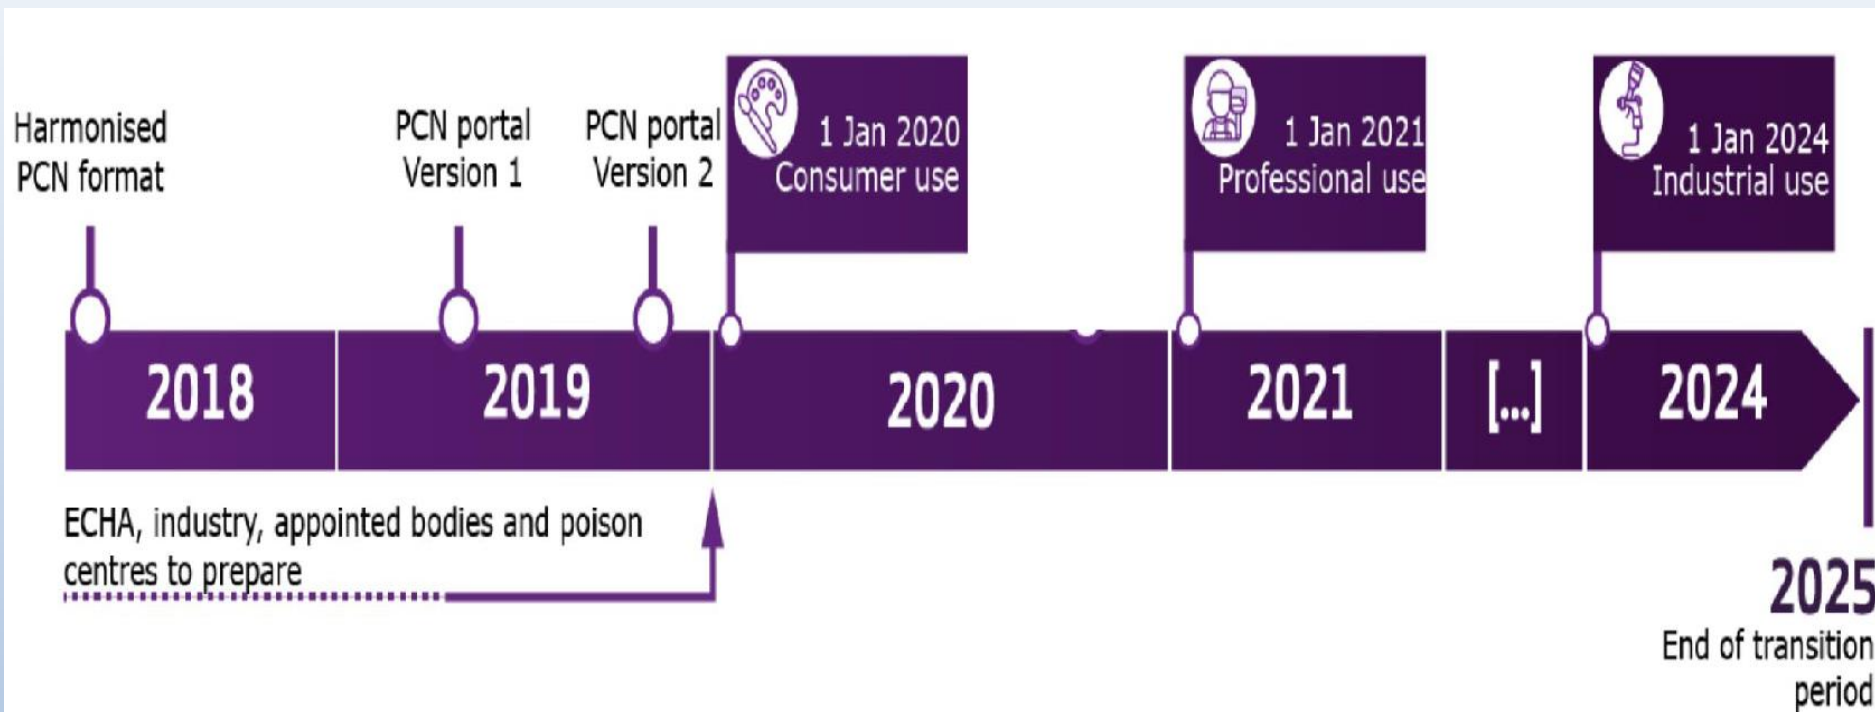 Harmonised
PCN format
PCN portal
Version 1
PCN portal
Version 2
1 Jan 2020
Consumer use
1 Jan 2021
Professional use
1 Jan 2024
Industrial use
2018
2019
2020
2021
[...]
2024
ECHA, industry, appointed bodies and poison
centres to prepare
2025
End of transition
period